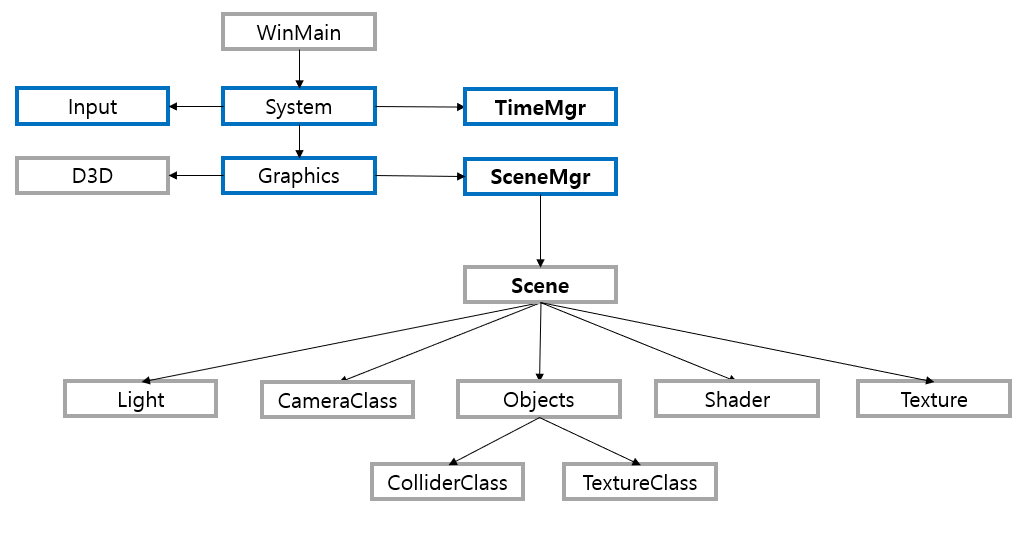 WinMain
Input
System
TimeMgr
D3D
Graphics
SceneMgr
Scene
Light
CameraClass
Objects
Shader
Texture
ColliderClass
TextureClass